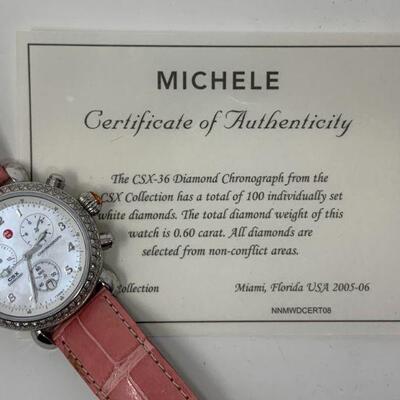 MICHELE
Certificate of Authenticity
The CSX-36 Diamond Chronograph from the
CSX Collection has a total of 100 individually set
white diamonds. The total diamond weight of this
watch is 0.60 carat. All diamonds are
selected from non-conflict areas.
Collection Miami, Florida USA 2005-06
NNMWDCERT08
CSX